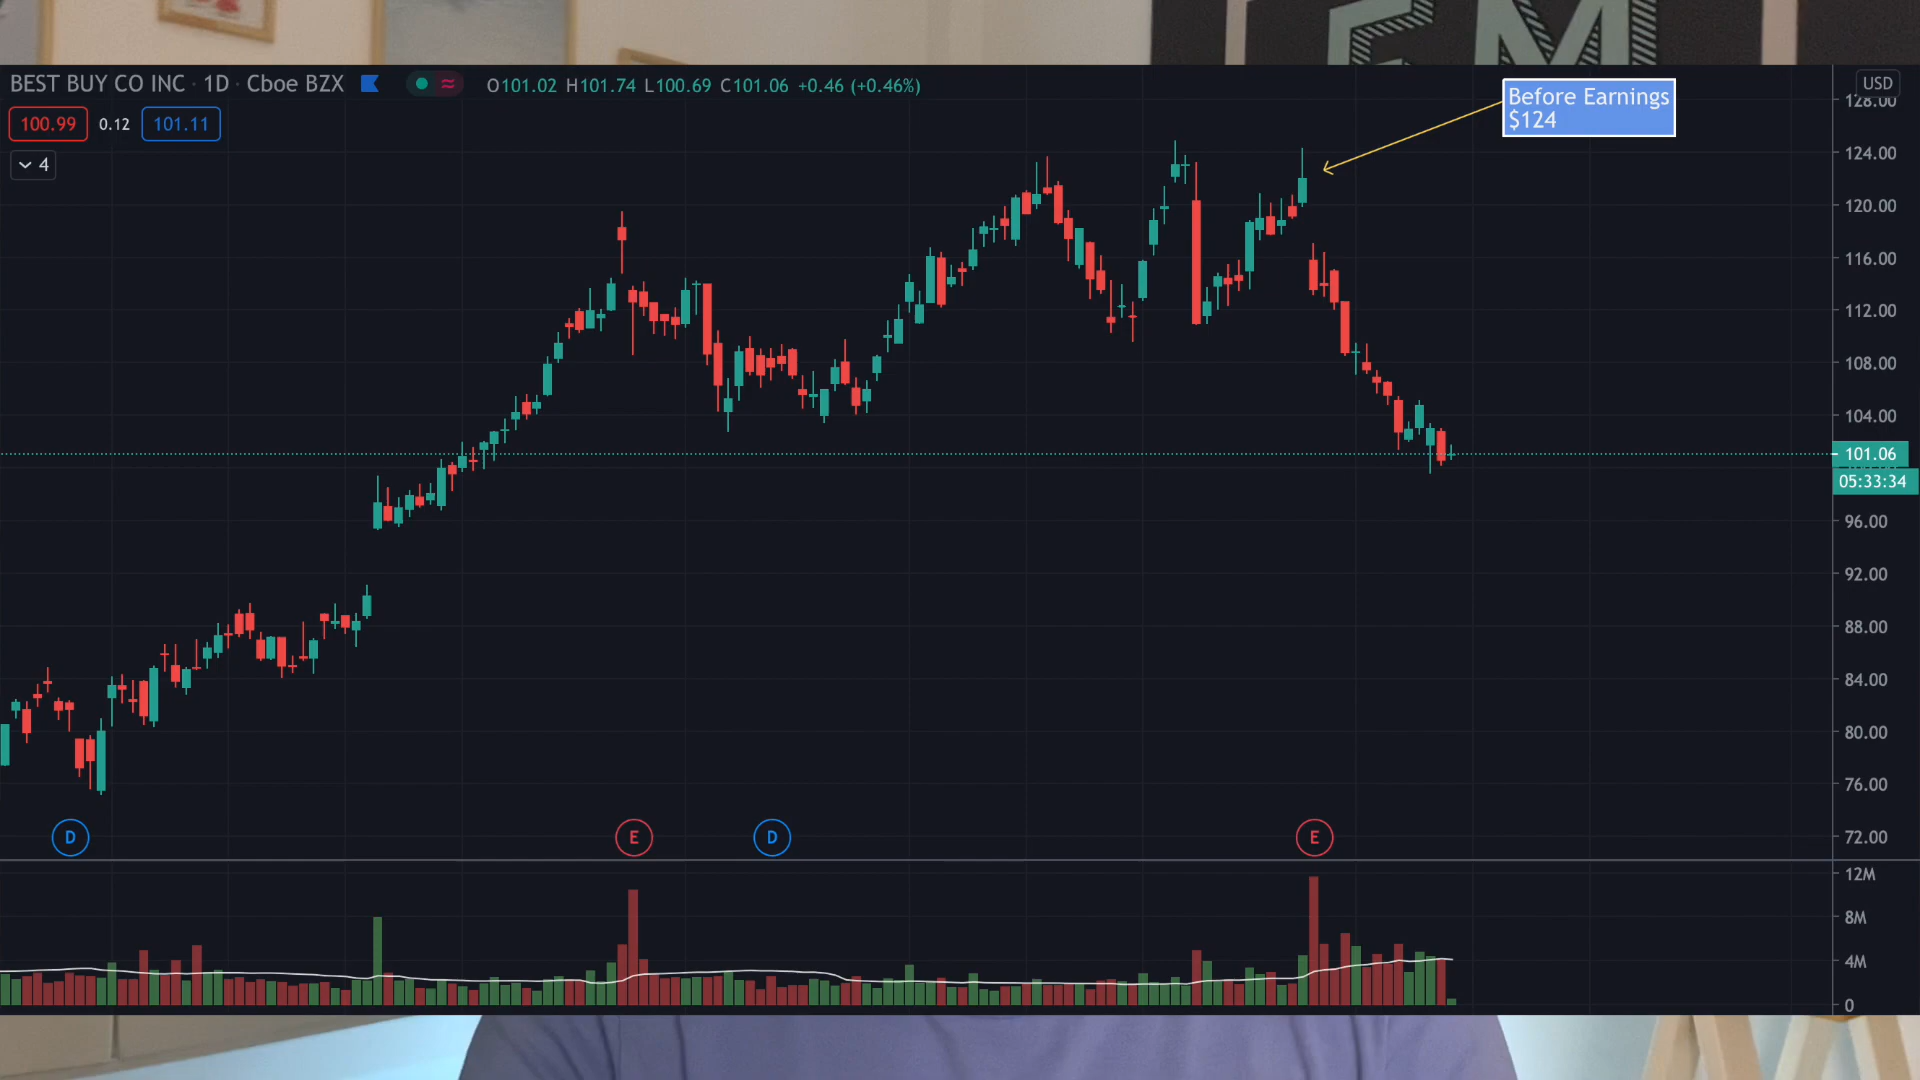 EM
BEST BUY CO INC · 1D · Cboe BZX
O101.02 H101.74 L100.69 C101.06 +0.46 (+0.46%)
100.99 0.12 101.11
4
Before Earnings
$124
USD
128.00
124.00
120.00
116.00
112.00
108.00
104.00
101.06
05:33:34
96.00
92.00
88.00
84.00
80.00
76.00
72.00
D E D E
12M
8M
4M
0